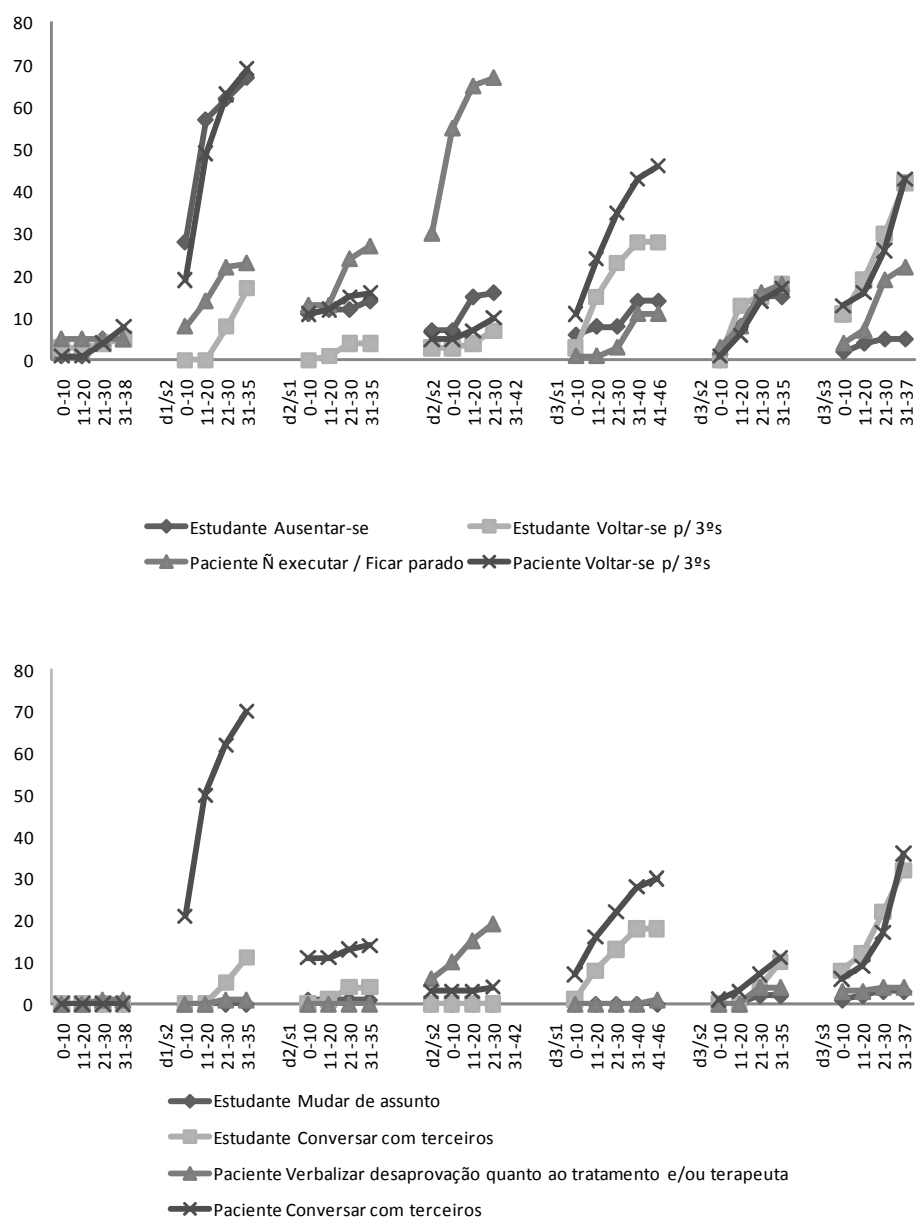 80
70
60
50
40
30
20
10
0
0-10 11-20 21-30 31-38 d1/s2 0-10 11-20 21-30 31-35 d2/s1 0-10 11-20 21-30 31-35 d2/s2 0-10 11-20 21-30 31-42 d3/s1 0-10 11-20 21-30 31-46 41-46 d3/s2 0-10 11-20 21-30 31-35 d3/s3 0-10 11-20 21-30 31-37
Estudante Ausentar-se Estudante Voltar-se p/ 3ºs
Paciente Ñ executar / Ficar parado Paciente Voltar-se p/ 3ºs
80
70
60
50
40
30
20
10
0
0-10 11-20 21-30 31-38 d1/s2 0-10 11-20 21-30 31-35 d2/s1 0-10 11-20 21-30 31-35 d2/s2 0-10 11-20 21-30 31-42 d3/s1 0-10 11-20 21-30 31-46 41-46 d3/s2 0-10 11-20 21-30 31-35 d3/s3 0-10 11-20 21-30 31-37
Estudante Mudar de assunto
Estudante Conversar com terceiros
Paciente Verbalizar desaprovação quanto ao tratamento e/ou terapeuta
Paciente Conversar com terceiros